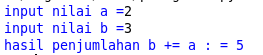 input nilai a =2
input nilai b =3
hasil penjumlahan b += a : = 5